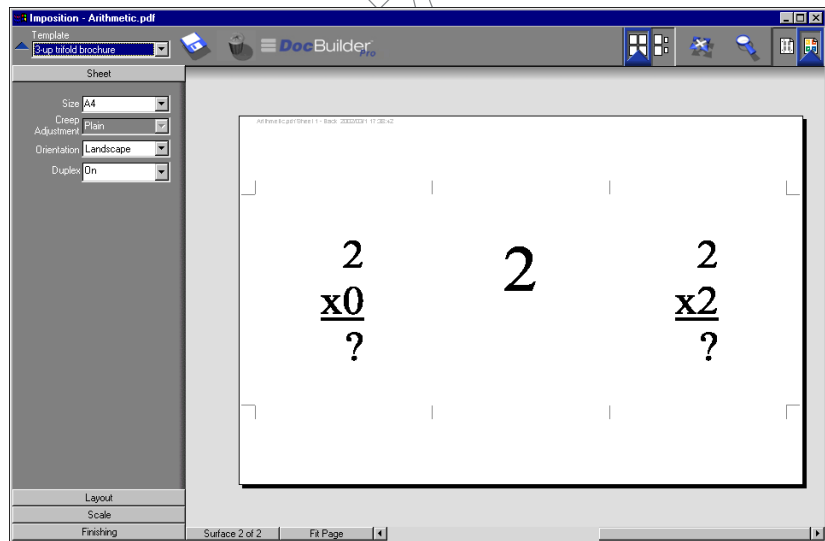 Imposition - Arithmetic.pdf
Template
3-up trifold brochure
DocBuilder Pro
Sheet
Size A4
Creep Adjustment Plain
Orientation Landscape
Duplex On
2
x0
?
2
2
x2
?
Layout
Scale
Finishing
Surface 2 of 2
Fit Page